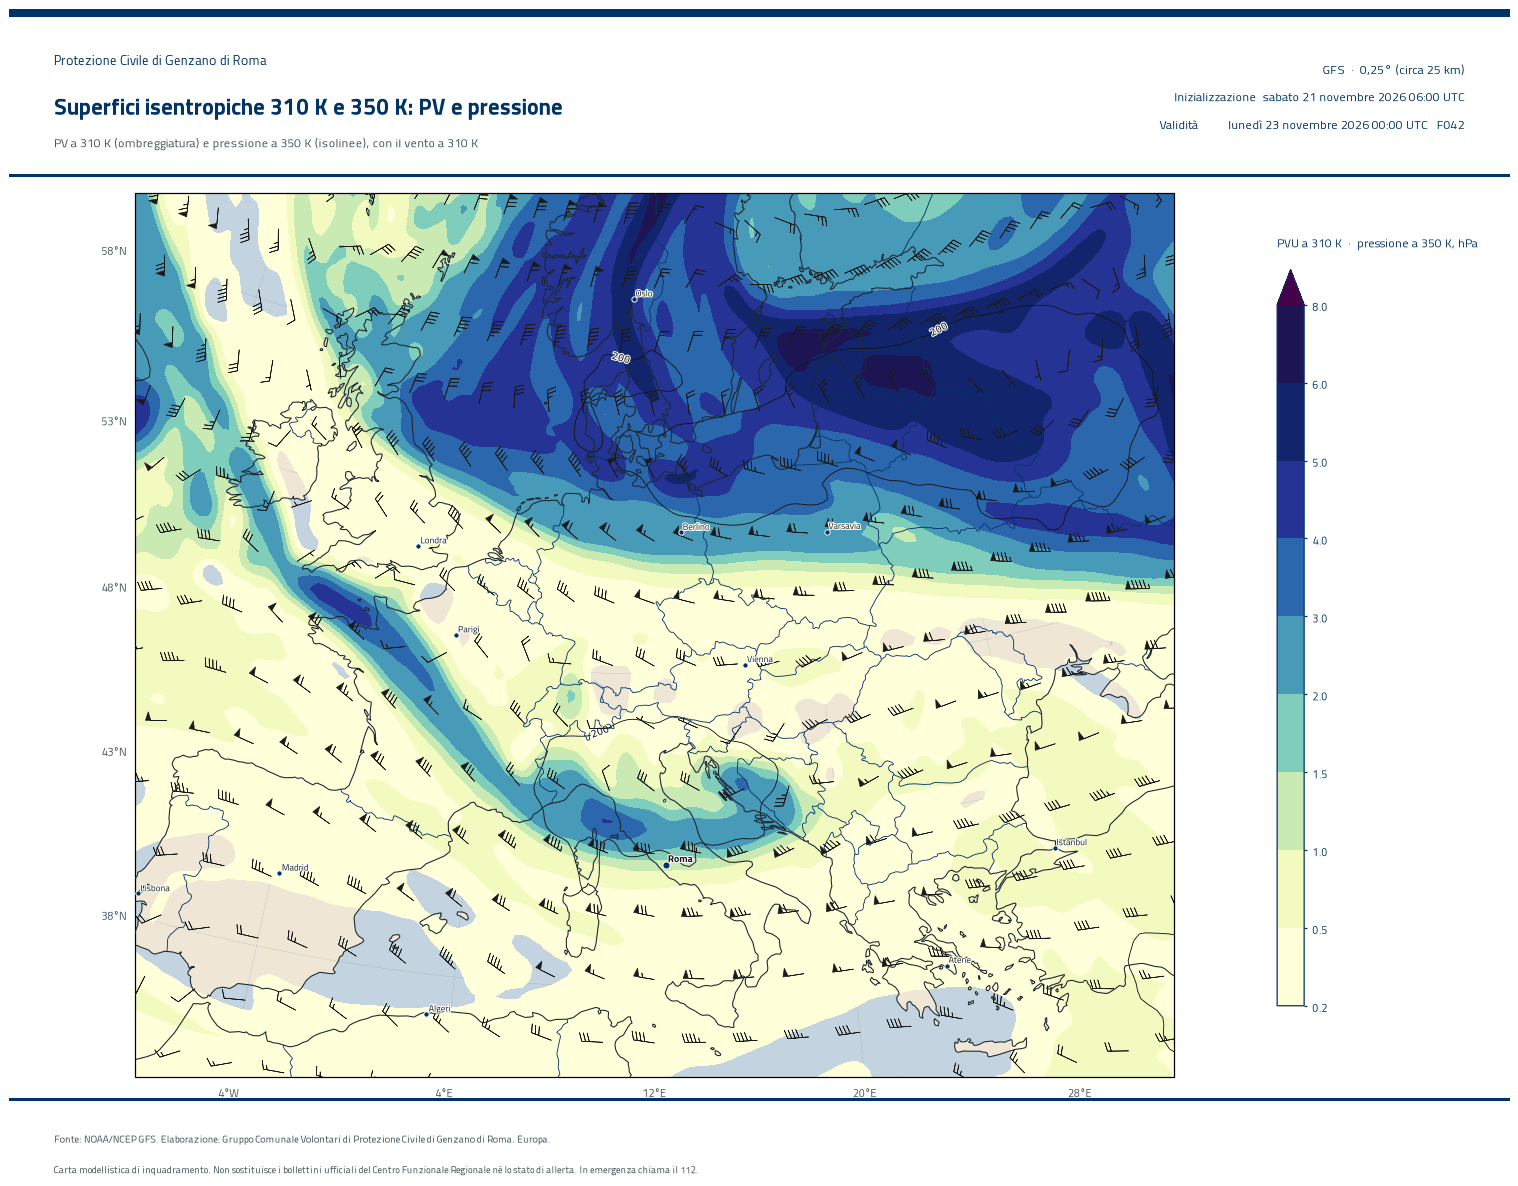 Protezione Civile di Genzano di Roma
Superfici isentropiche 310 K e 350 K: PV e pressione
PV a 310 K (ombreggiatura) e pressione a 350 K (isolinee), con il vento a 310 K
GFS · 0,25° (circa 25 km)
Inizializzazione sabato 21 novembre 2026 06:00 UTC
Validità lunedì 23 novembre 2026 00:00 UTC F042
PVU a 310 K · pressione a 350 K, hPa
8.0
6.0
5.0
4.0
3.0
2.0
1.5
1.0
0.5
0.2
58°N
53°N
48°N
43°N
38°N
4°W
4°E
12°E
20°E
28°E
Oslo
200
200
Berlino
Varsavia
Londra
Parigi
Vienna
200
Roma
Istanbul
Madrid
Lisbona
Atene
Algeri
Fonte: NOAA/NCEP GFS. Elaborazione: Gruppo Comunale Volontari di Protezione Civile di Genzano di Roma. Europa.
Carta modellistica di inquadramento. Non sostituisce i bollettini ufficiali del Centro Funzionale Regionale né lo stato di allerta. In emergenza chiama il 112.